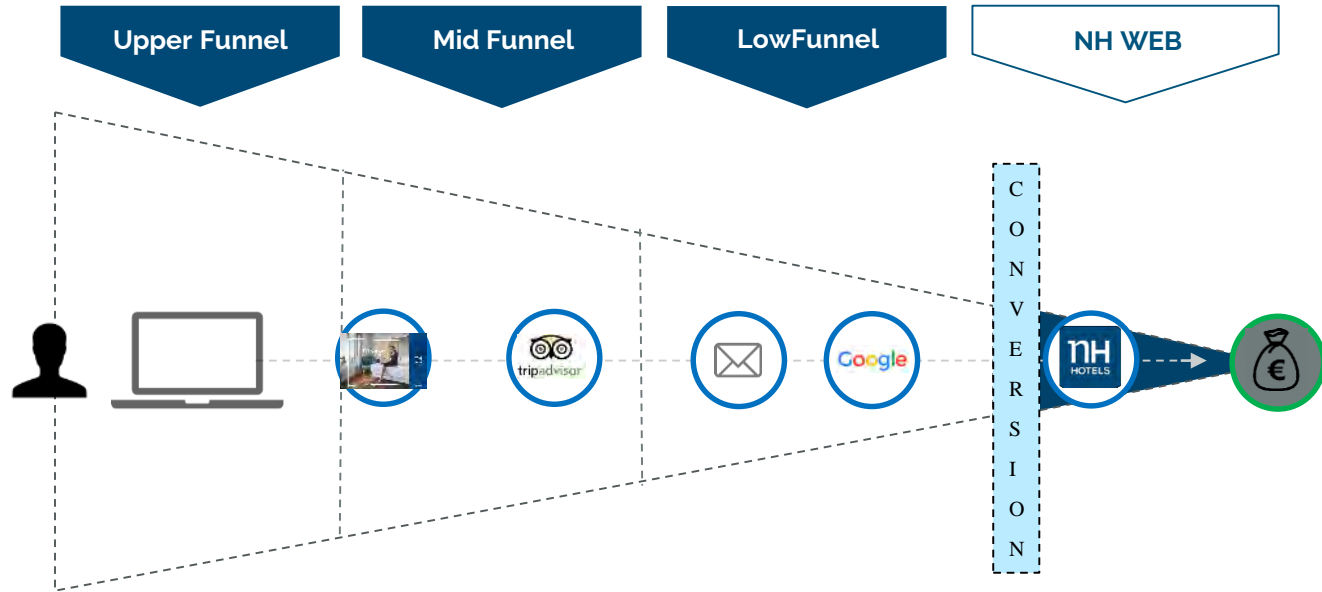 Upper Funnel
Mid Funnel
LowFunnel
NH WEB
C
O
N
V
E
R
S
I
O
N
tripadvisor
Google
nH
HOTELS
€